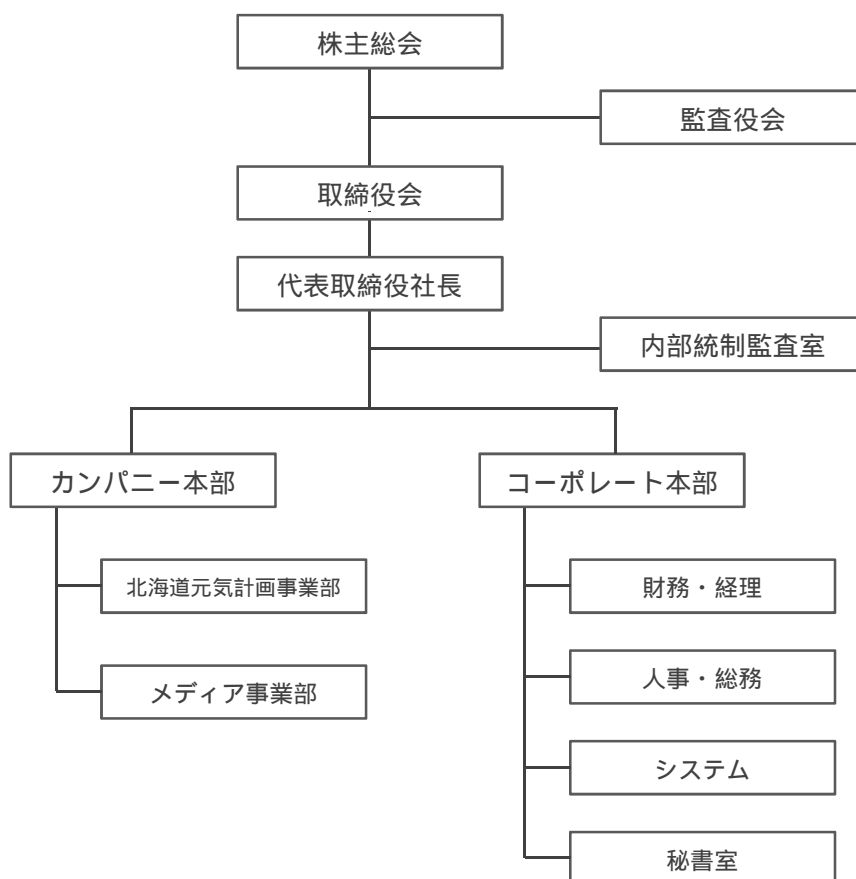 株主総会
監査役会
取締役会
代表取締役社長
内部統制監査室
カンパニー本部
コーポレート本部
北海道元気計画事業部
財務・経理
メディア事業部
人事・総務
システム
秘書室